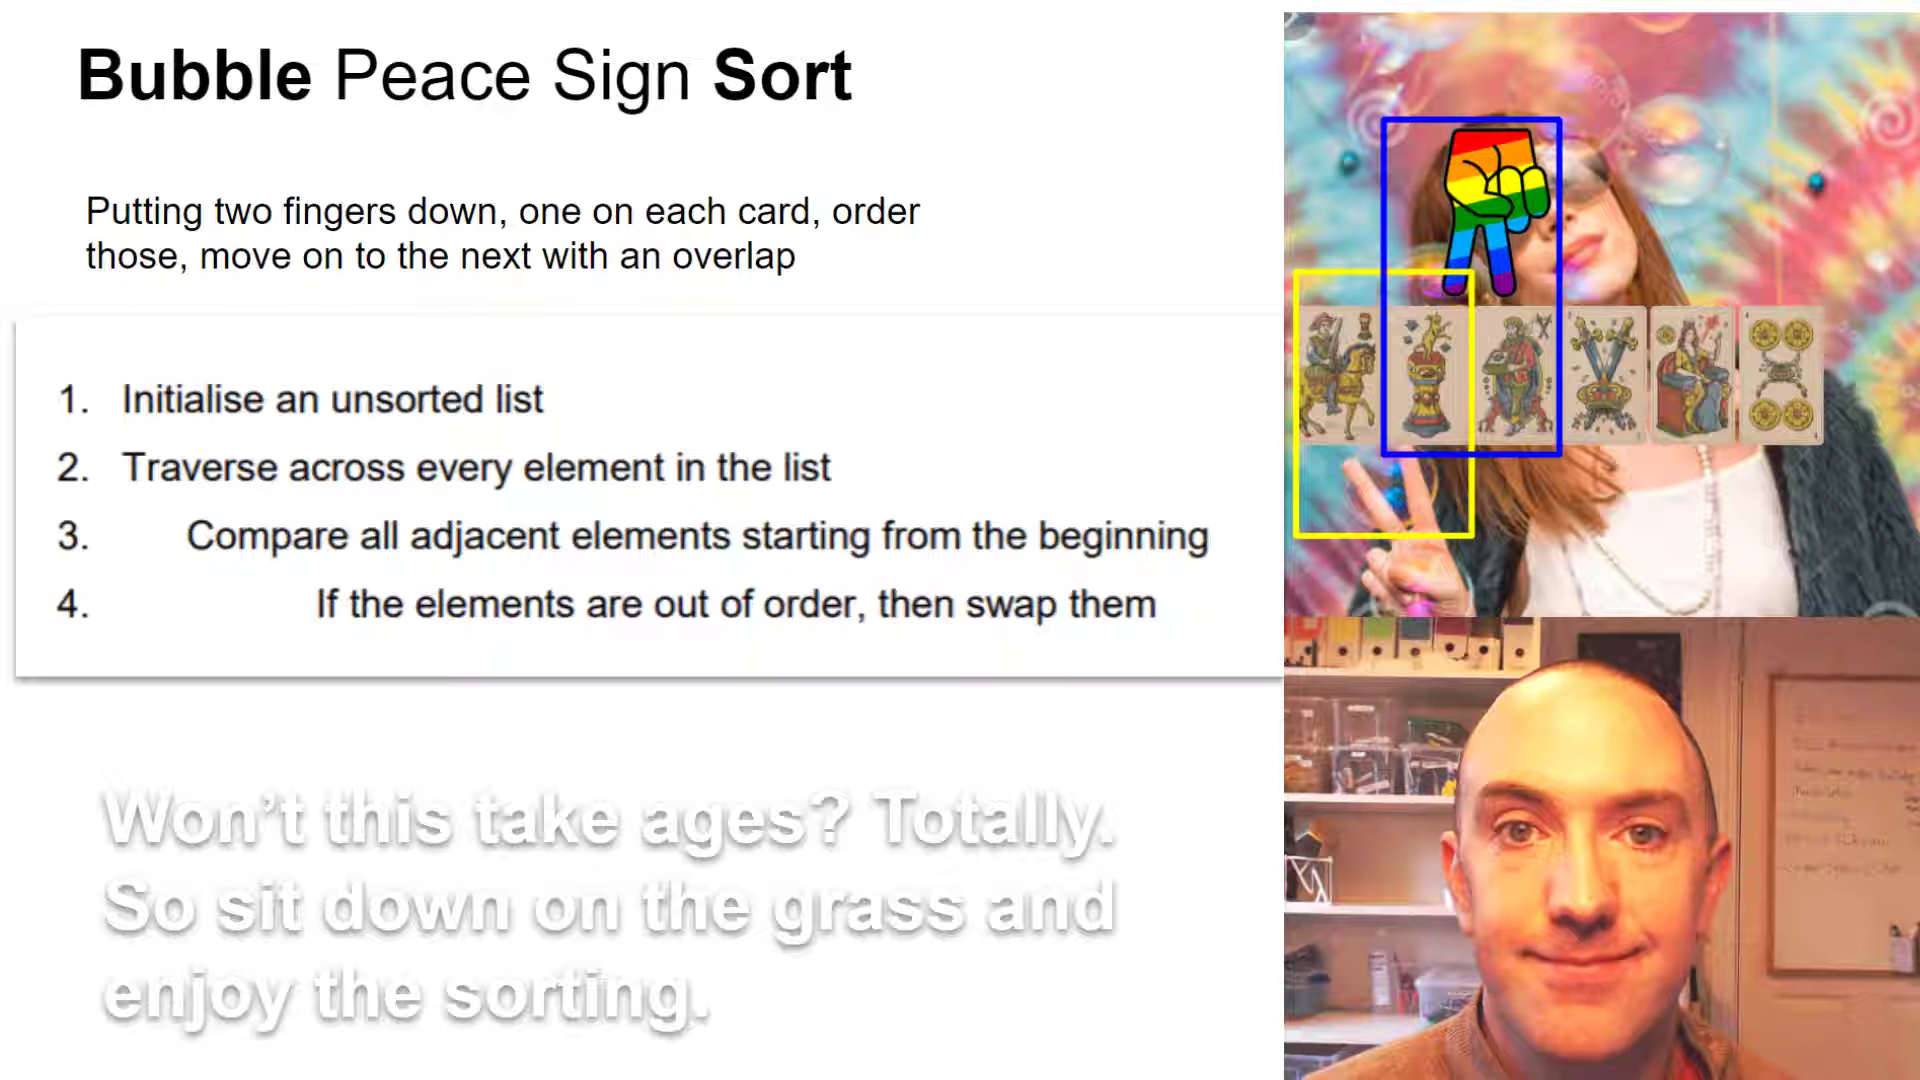 Bubble Peace Sign Sort
Putting two fingers down, one on each card, order
those, move on to the next with an overlap
1. Initialise an unsorted list
2. Traverse across every element in the list
3. Compare all adjacent elements starting from the beginning
4. If the elements are out of order, then swap them
Won't this take ages? Totally.
So sit down on the grass and
enjoy the sorting.